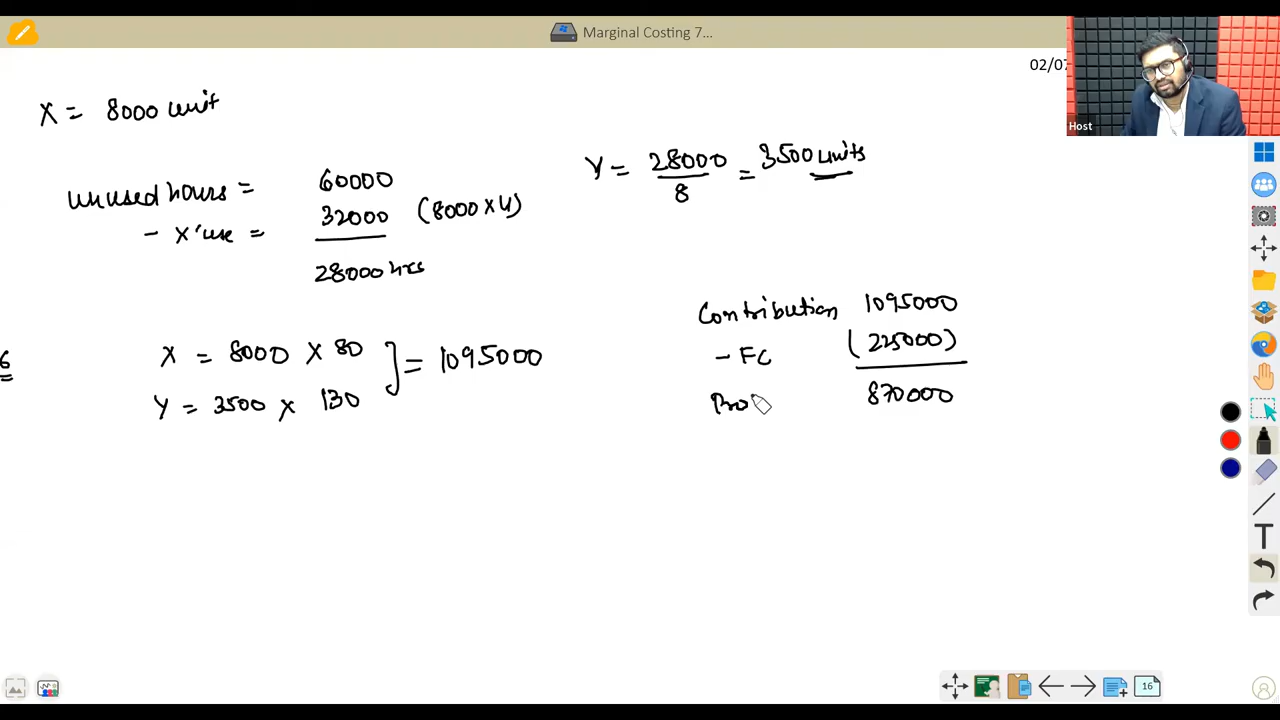 Marginal Costing 7...
02/0
Host
X = 8000 unit
unused hours = 60000
- X'use = 32000 (8000 X 4)
28000 hrs
Y = 28000 / 8 = 3500 units
6
X = 8000 X 80
Y = 3500 X 130
= 1095000
Contribution 1095000
- FC (225000)
Pro 870000
T
16